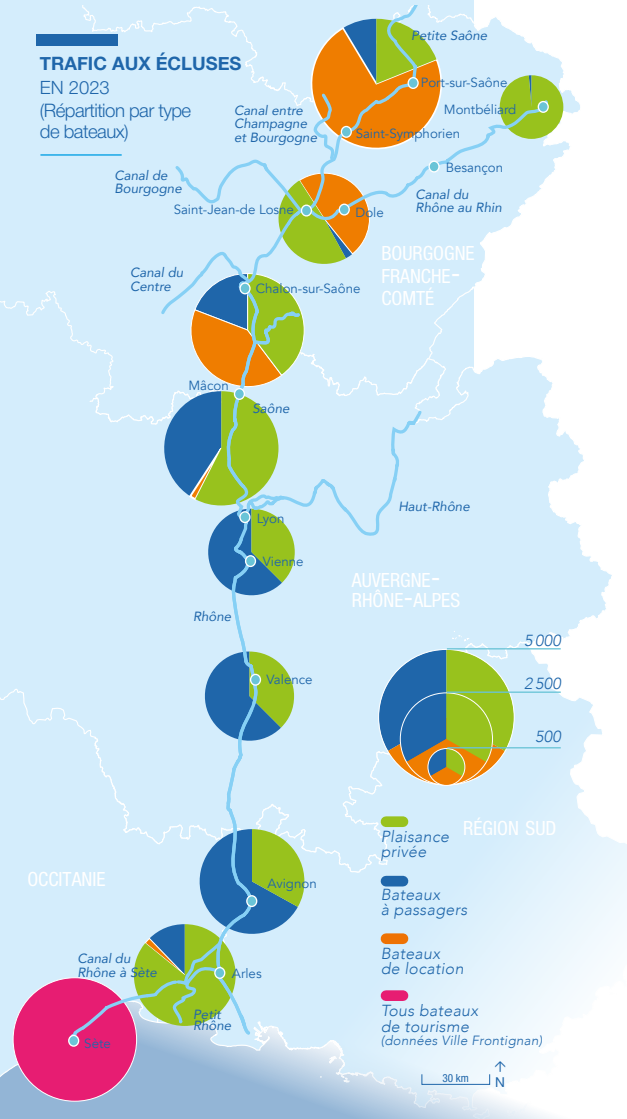 TRAFIC AUX ÉCLUSES
EN 2023
(Répartition par type
de bateaux)
Petite Saône
Port-sur-Saône
Montbéliard
Canal entre
Champagne
et Bourgogne
Saint-Symphorien
Besançon
Canal de
Bourgogne
Canal du
Rhône au Rhin
Saint-Jean de Losne
Dole
BOURGOGNE
FRANCHE-
COMTÉ
Canal du
Centre
Chalon-sur-Saône
Mâcon
Saône
Haut-Rhône
Lyon
Vienne
AUVERGNE-
RHÔNE-ALPES
Rhône
5 000
2 500
500
Valence
Plaisance
privée
RÉGION SUD
OCCITANIE
Avignon
Bateaux
à passagers
Bateaux
de location
Canal du
Rhône à Sète
Arles
Petit
Rhône
Tous bateaux
de tourisme
(données Ville Frontignan)
Sète
30 km
N